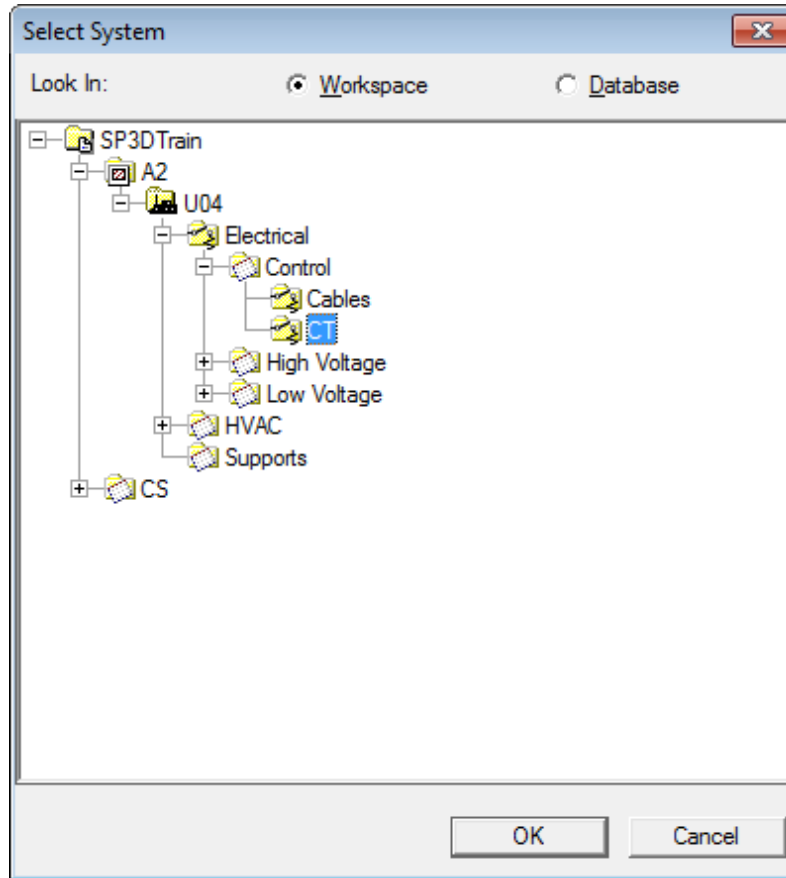 Select System
Look In: Workspace Database
SP3DTrain
A2
U04
Electrical
Control
Cables
CT
High Voltage
Low Voltage
HVAC
Supports
CS
OK Cancel